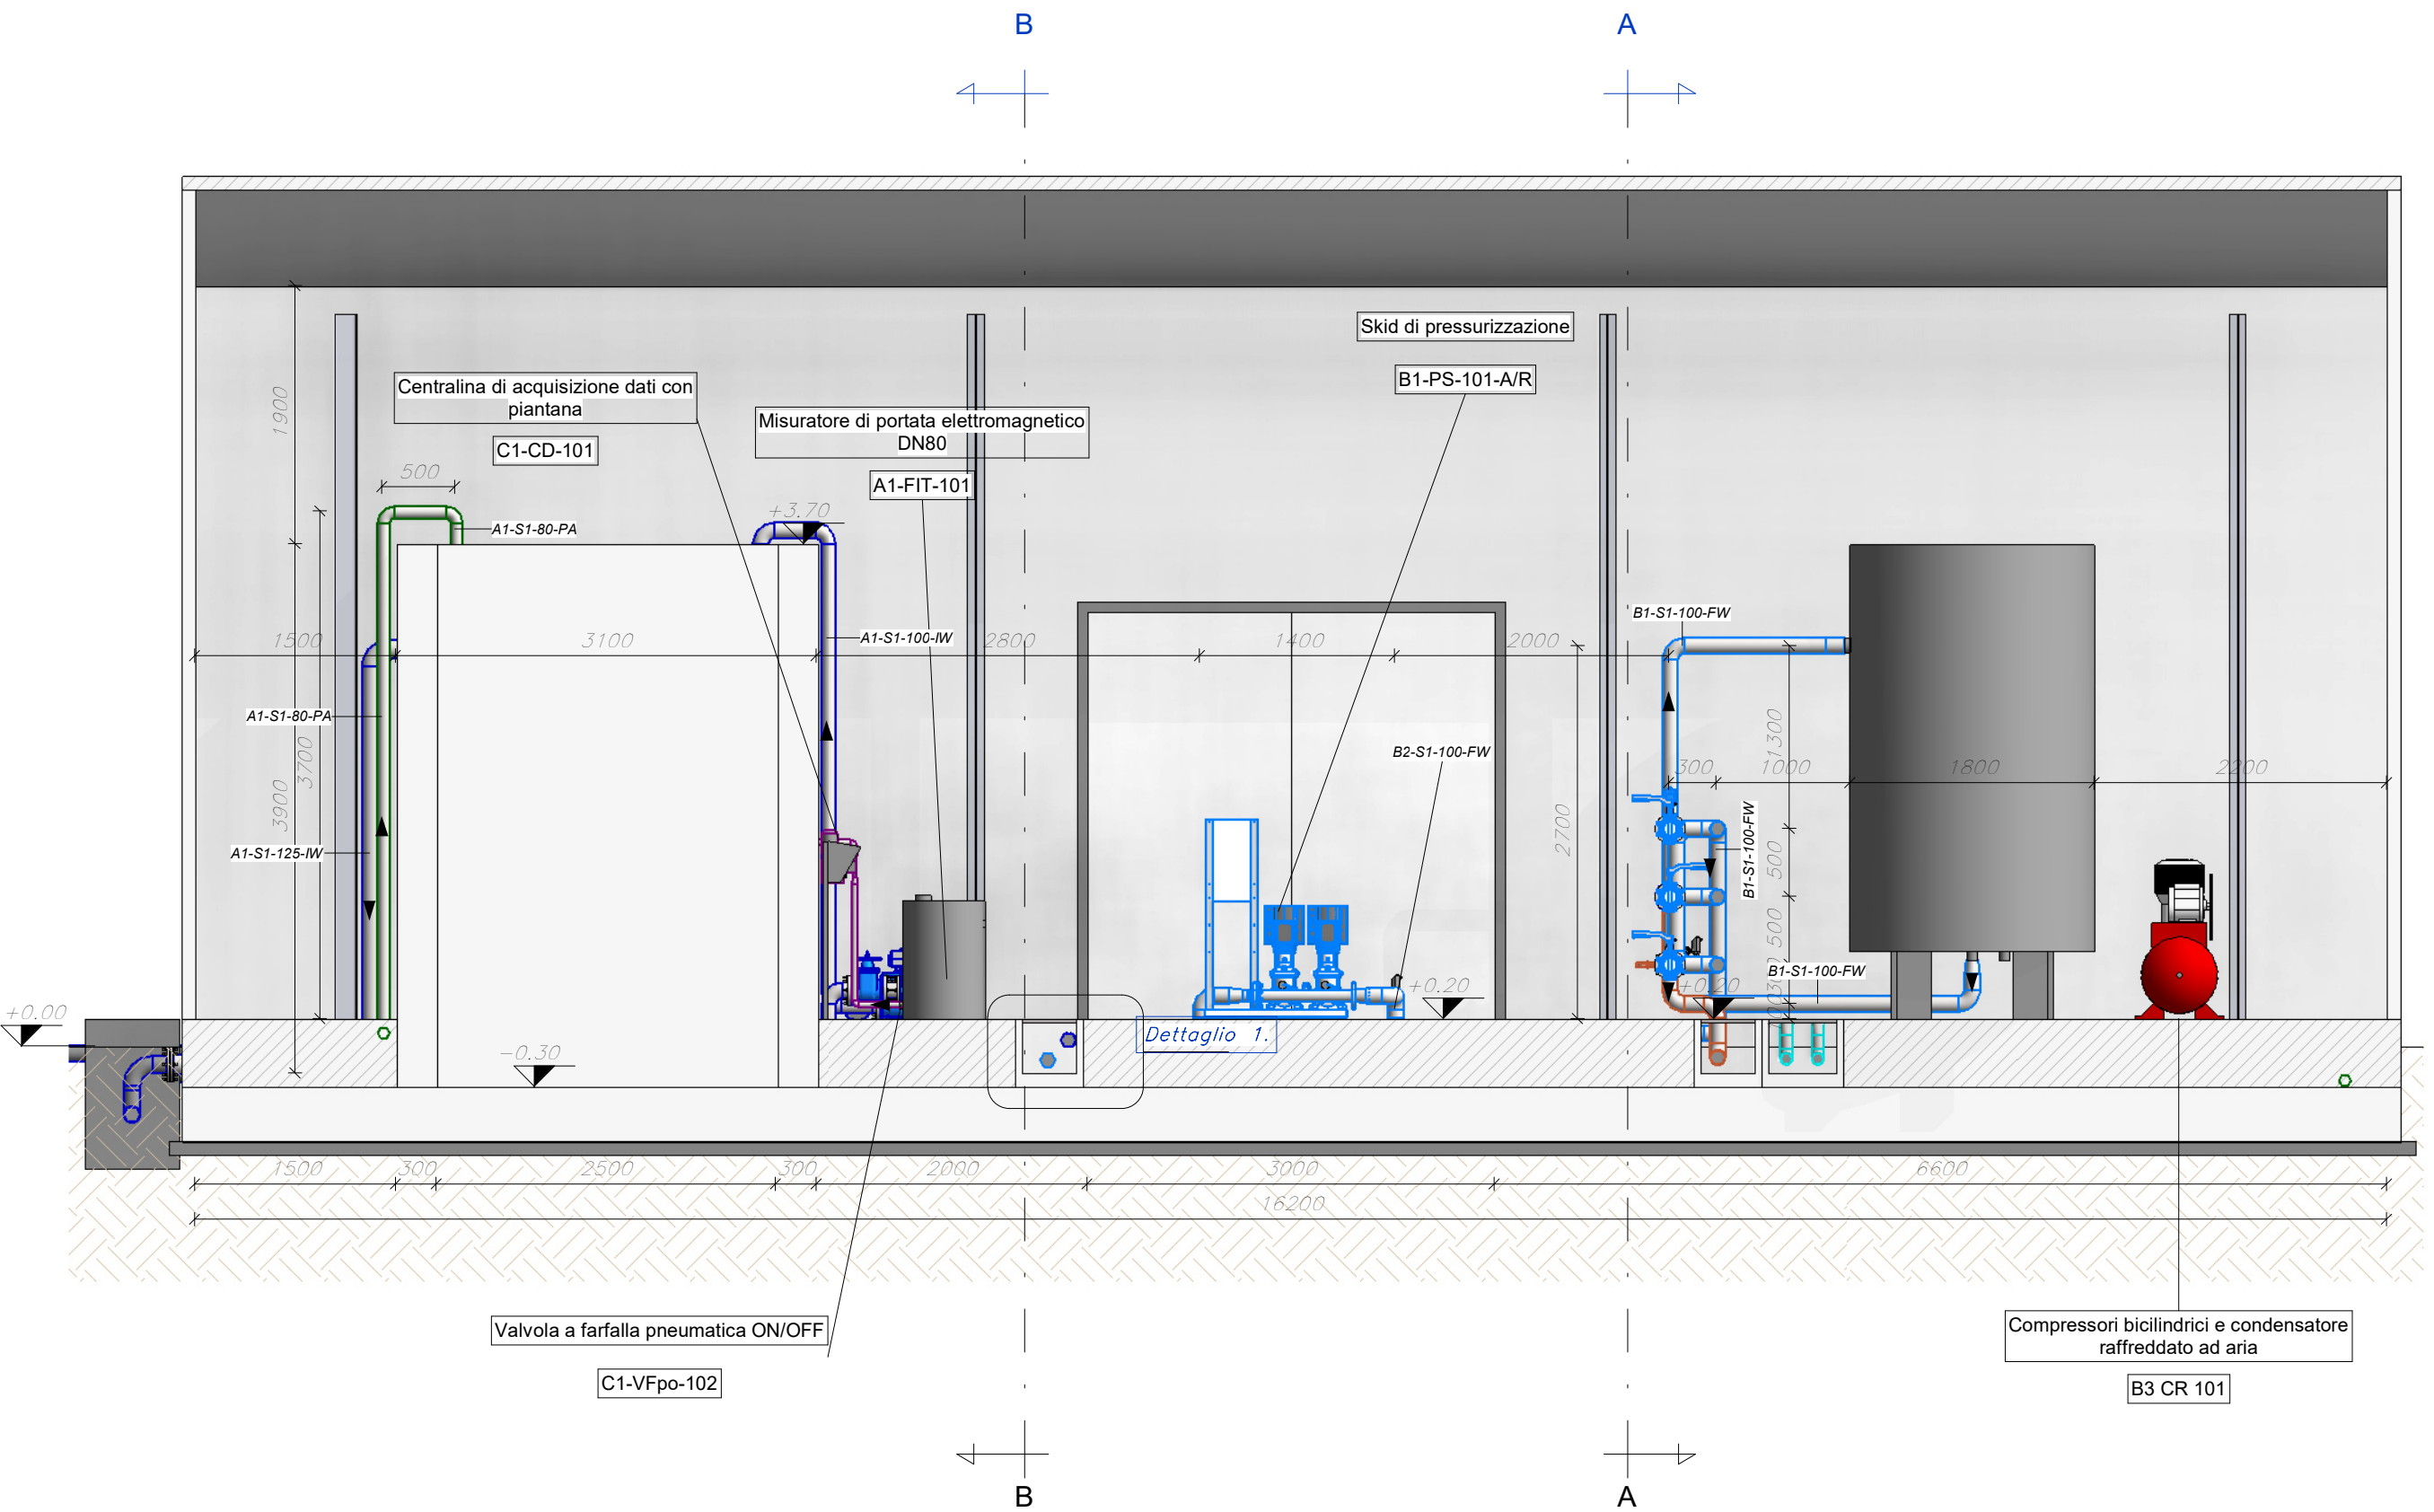 B
A
Skid di pressurizzazione
B1-PS-101-A/R
Centralina di acquisizione dati con
piantana
C1-CD-101
Misuratore di portata elettromagnetico
DN80
A1-FIT-101
1900
500
A1-S1-80-PA
+3.70
B1-S1-100-FW
1500
3100
A1-S1-100-IW
2800
1400
2000
A1-S1-80-PA
3700
3900
A1-S1-125-IW
B2-S1-100-FW
2700
1300
300
1000
1800
2200
B1-S1-100-FW
500
500
300
B1-S1-100-FW
+0.20
+0.20
+0.00
-0.30
Dettaglio 1.
1500
300
2500
300
2000
3000
6600
16200
Valvola a farfalla pneumatica ON/OFF
C1-VFpo-102
Compressori bicilindrici e condensatore
raffreddato ad aria
B3 CR 101
B
A